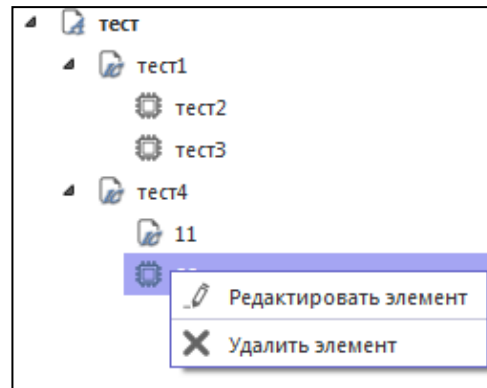 тест
тест1
тест2
тест3
тест4
11
Редактировать элемент
Удалить элемент